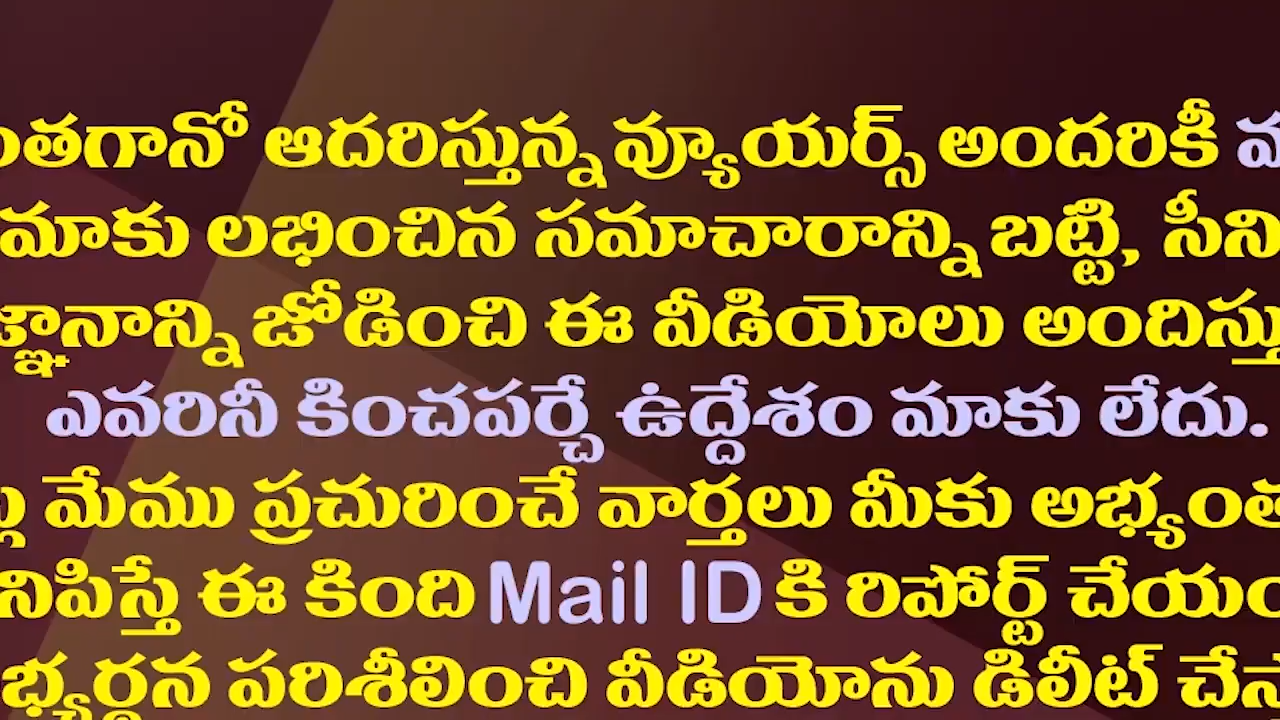 ఆదరిస్తున్న వ్యూయర్స్ అందరికీ
మాకు లభించిన సమాచారాన్ని బట్టి,
జోడించి ఈ వీడియోలు
ఎవరినీ కించపర్చే ఉద్దేశం మాకు లేదు.
మేము ప్రచురించే వార్తలు మీకు
ఈ కింది Mail ID కి రిపోర్ట్
పరిశీలించి వీడియోను డిలీట్